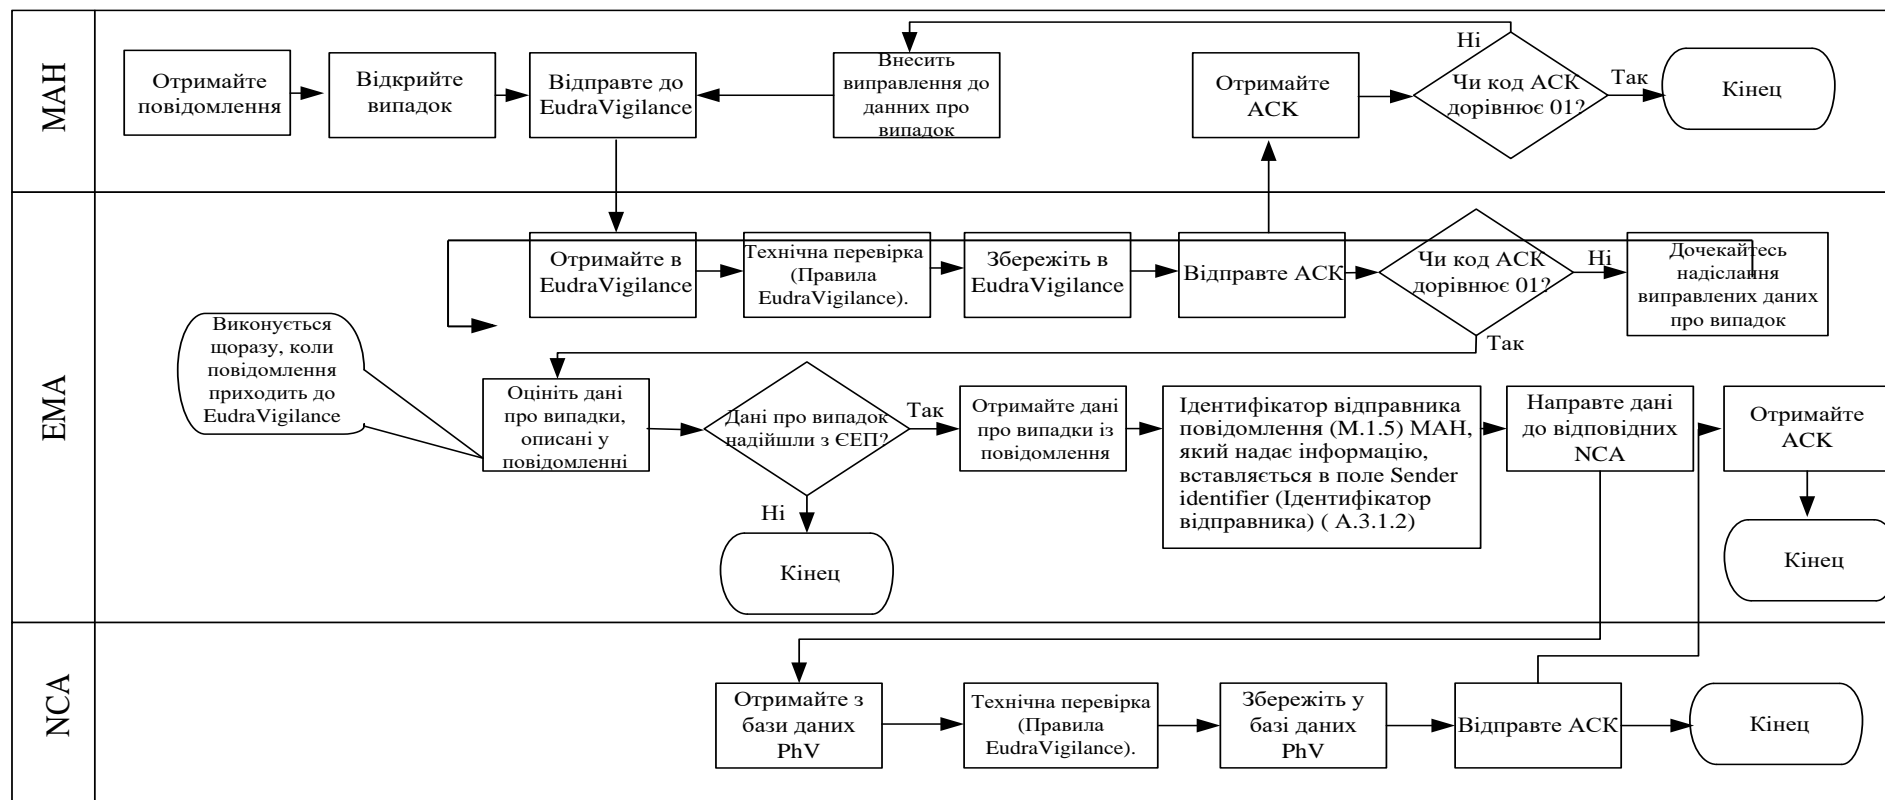 МАН
Отримайте
повідомлення
Відкрийте
випадок
Відправте до
EudraVigilance
Внесить
виправлення до
данних про
випадок
Отримайте
АСК
Ні
Чи код АСК
дорівнює 01?
Так
Кінец
ЕМА
Отримайте в
EudraVigilance
Технічна перевірка
(Правила
EudraVigilance).
Збережіть в
EudraVigilance
Відправте АСК
Чи код АСК
дорівнює 01?
Ні
Дочекайтесь
надіслання
виправлених даних
про випадок
Так
Виконується
щоразу, коли
повідомлення
приходить до
EudraVigilance
Оцініть дані
про випадки,
описані у
повідомленні
Дані про випадок
надійшли з ЄЕП?
Так
Ні
Кінец
Отримайте дані
про випадки із
повідомлення
Ідентифікатор відправника
повідомлення (М.1.5) МАН,
який надає інформацію,
вставляється в поле Sender
identifier (Ідентифікатор
відправника) ( А.3.1.2)
Направте дані
до відповідних
NCA
Отримайте
АСК
Кінец
NCA
Отримайте з
бази даних
PhV
Технічна перевірка
(Правила
EudraVigilance).
Збережіть у
базі даних
PhV
Відправте АСК
Кінец